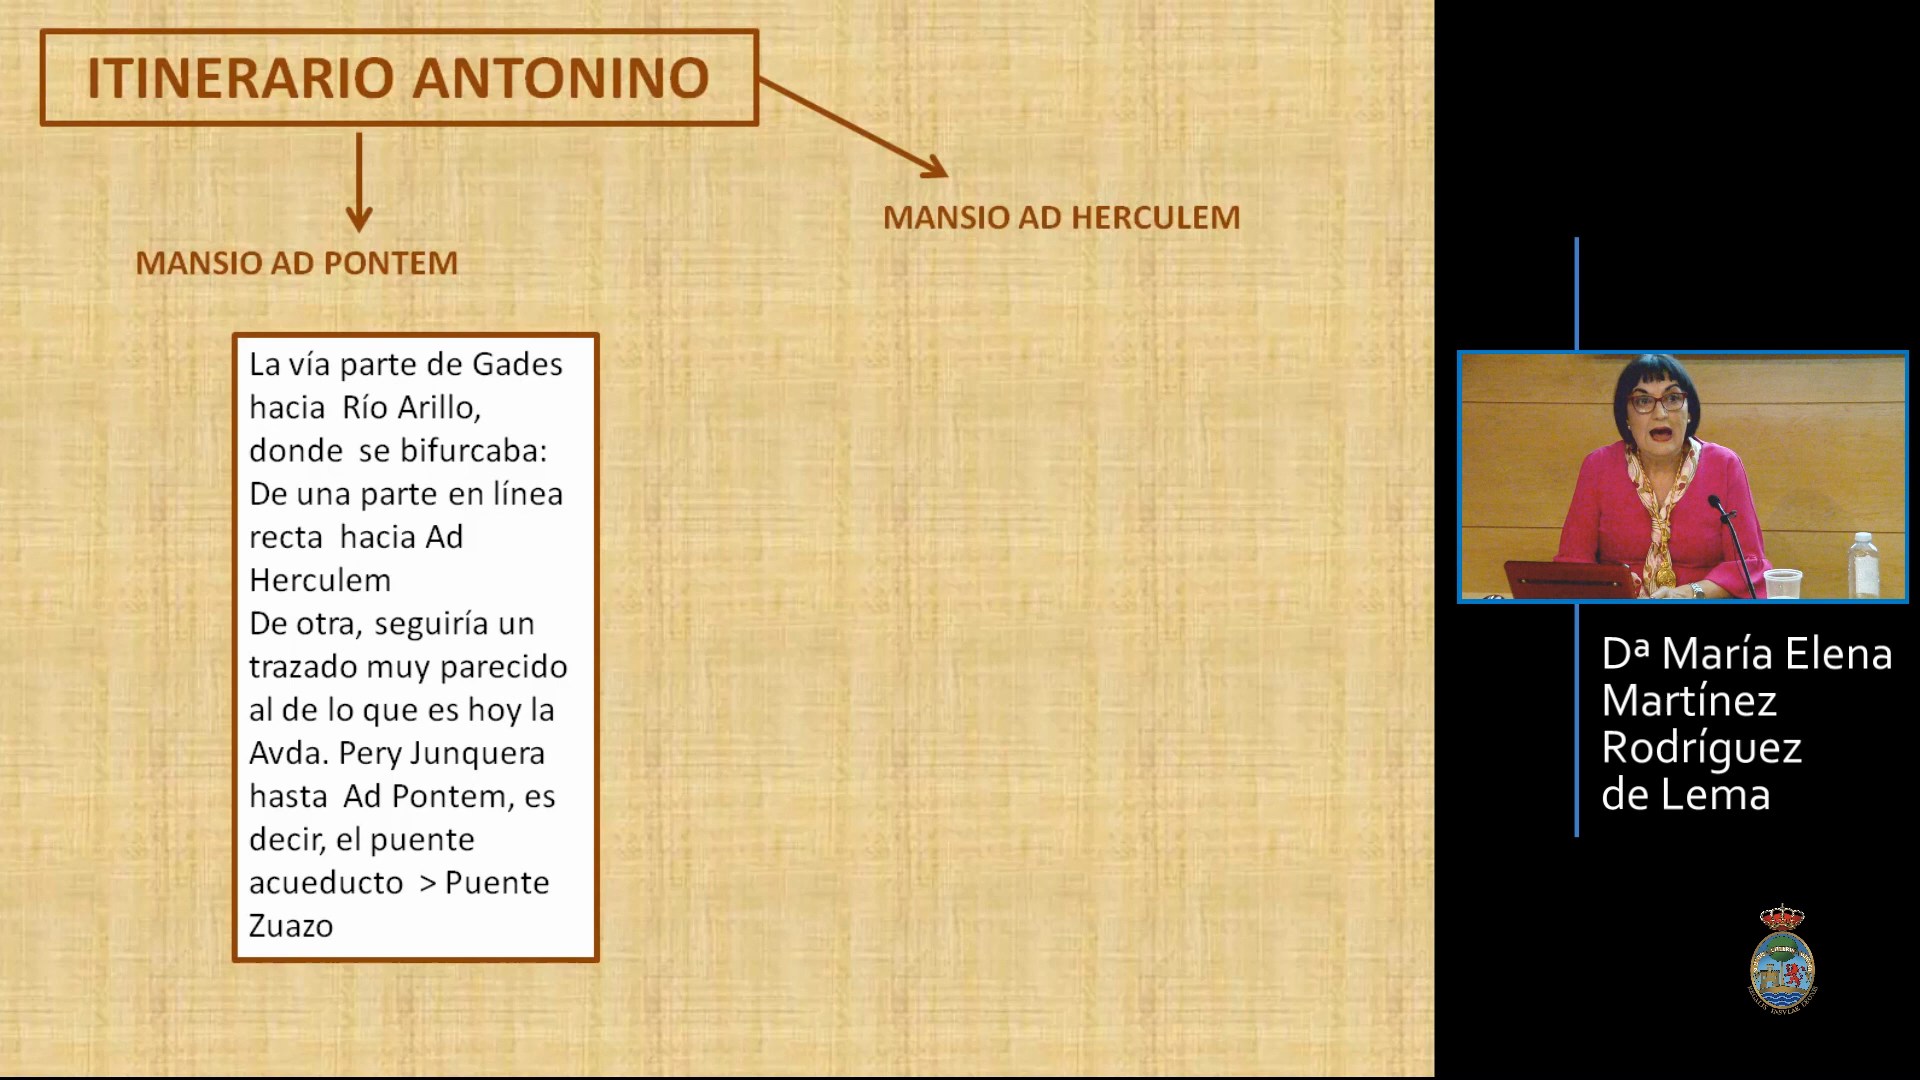 ITINERARIO ANTONINO
MANSIO AD HERCULEM
MANSIO AD PONTEM
La vía parte de Gades
hacia Río Arillo,
donde se bifurcaba:
De una parte en línea
recta hacia Ad
Herculem
De otra, seguiría un
trazado muy parecido
al de lo que es hoy la
Avda. Pery Junquera
hasta Ad Pontem, es
decir, el puente
acueducto > Puente
Zuazo
Dª María Elena
Martínez
Rodríguez
de Lema